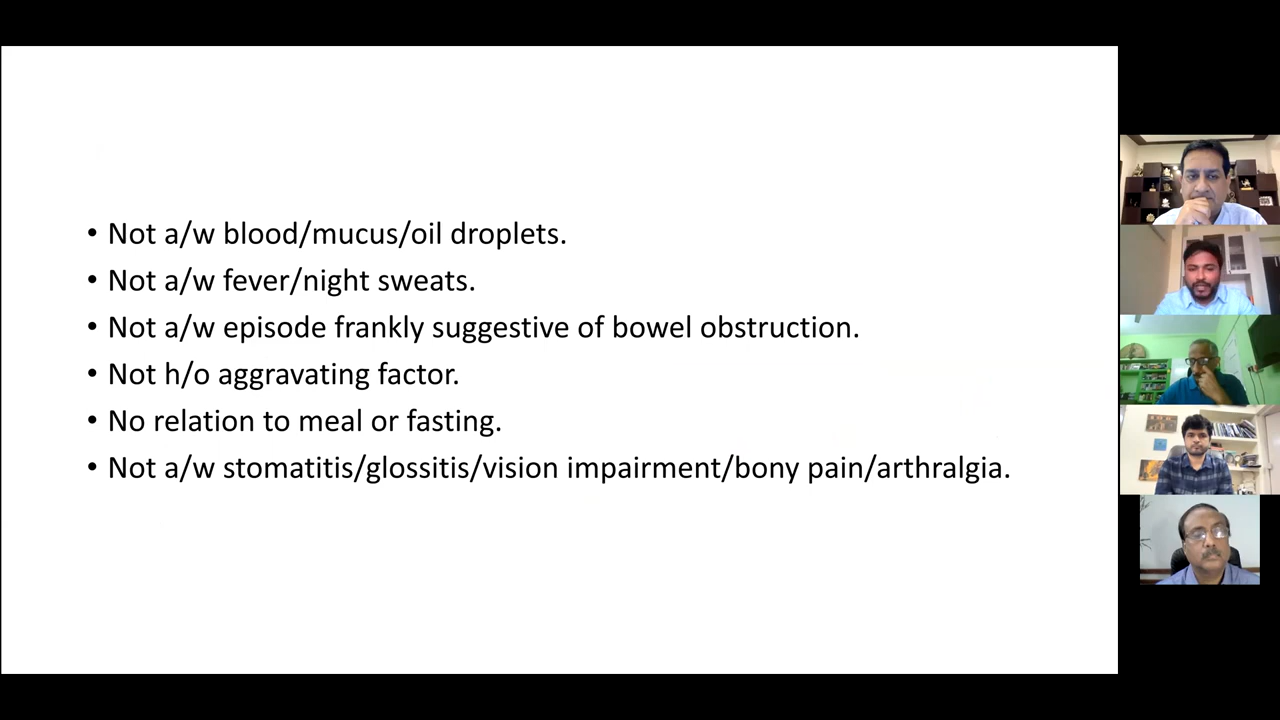 • Not a/w blood/mucus/oil droplets.
• Not a/w fever/night sweats.
• Not a/w episode frankly suggestive of bowel obstruction.
• Not h/o aggravating factor.
• No relation to meal or fasting.
• Not a/w stomatitis/glossitis/vision impairment/bony pain/arthralgia.